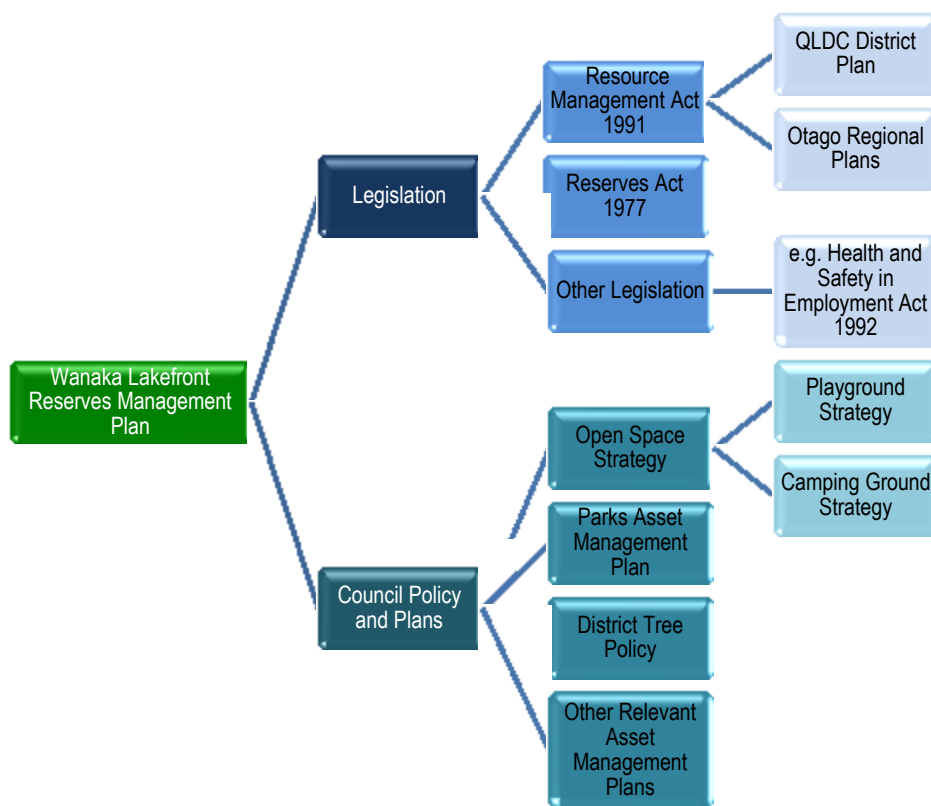 QLDC District
Plan
Resource
Management Act
1991
Otago Regional
Plans
Legislation
Reserves Act
1977
Other Legislation
e.g. Health and
Safety in
Employment Act
1992
Wanaka Lakefront
Reserves Management
Plan
Open Space
Strategy
Playground
Strategy
Camping Ground
Strategy
Parks Asset
Management
Plan
Council Policy
and Plans
District Tree
Policy
Other Relevant
Asset
Management
Plans